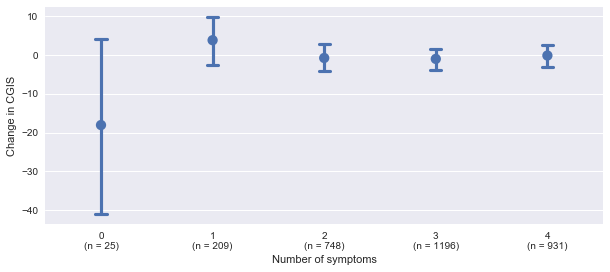 10
0
−10
−20
−30
−40
Change in CGIS
0 1 2 3 4
(n = 25) (n = 209) (n = 748) (n = 1196) (n = 931)
Number of symptoms